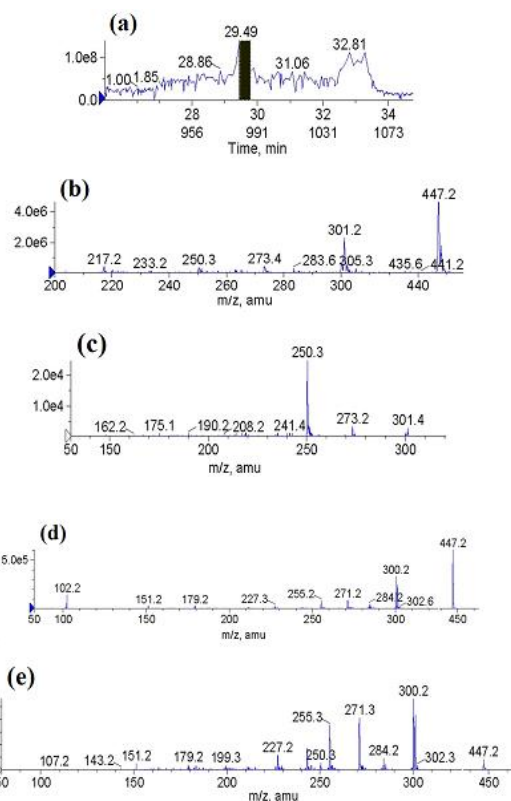 (a)
29.49
1.0e8
28.86
31.06
32.81
1.00 1.85
0.0
28 30 32 34
956 991 1031 1073
Time, min
(b)
447.2
4.0e6
301.2
2.0e6
217.2 233.2 250.3 273.4 283.6 305.3 435.6 441.2
200 220 240 260 280 300 440
m/z, amu
(c)
250.3
2.0e4
1.0e4
162.2 175.1 190.2 208.2 241.4 273.2 301.4
50 150 200 250 300
m/z, amu
(d)
447.2
5.0e5
300.2
102.2
151.2 179.2 227.3 255.2 271.2 284.2 302.6
50 100 150 200 250 300 450
m/z, amu
(e)
300.2
271.3
255.3
227.2
107.2 143.2 151.2 179.2 199.3 250.3 284.2 302.3 447.2
100 150 200 250 300 450
m/z, amu